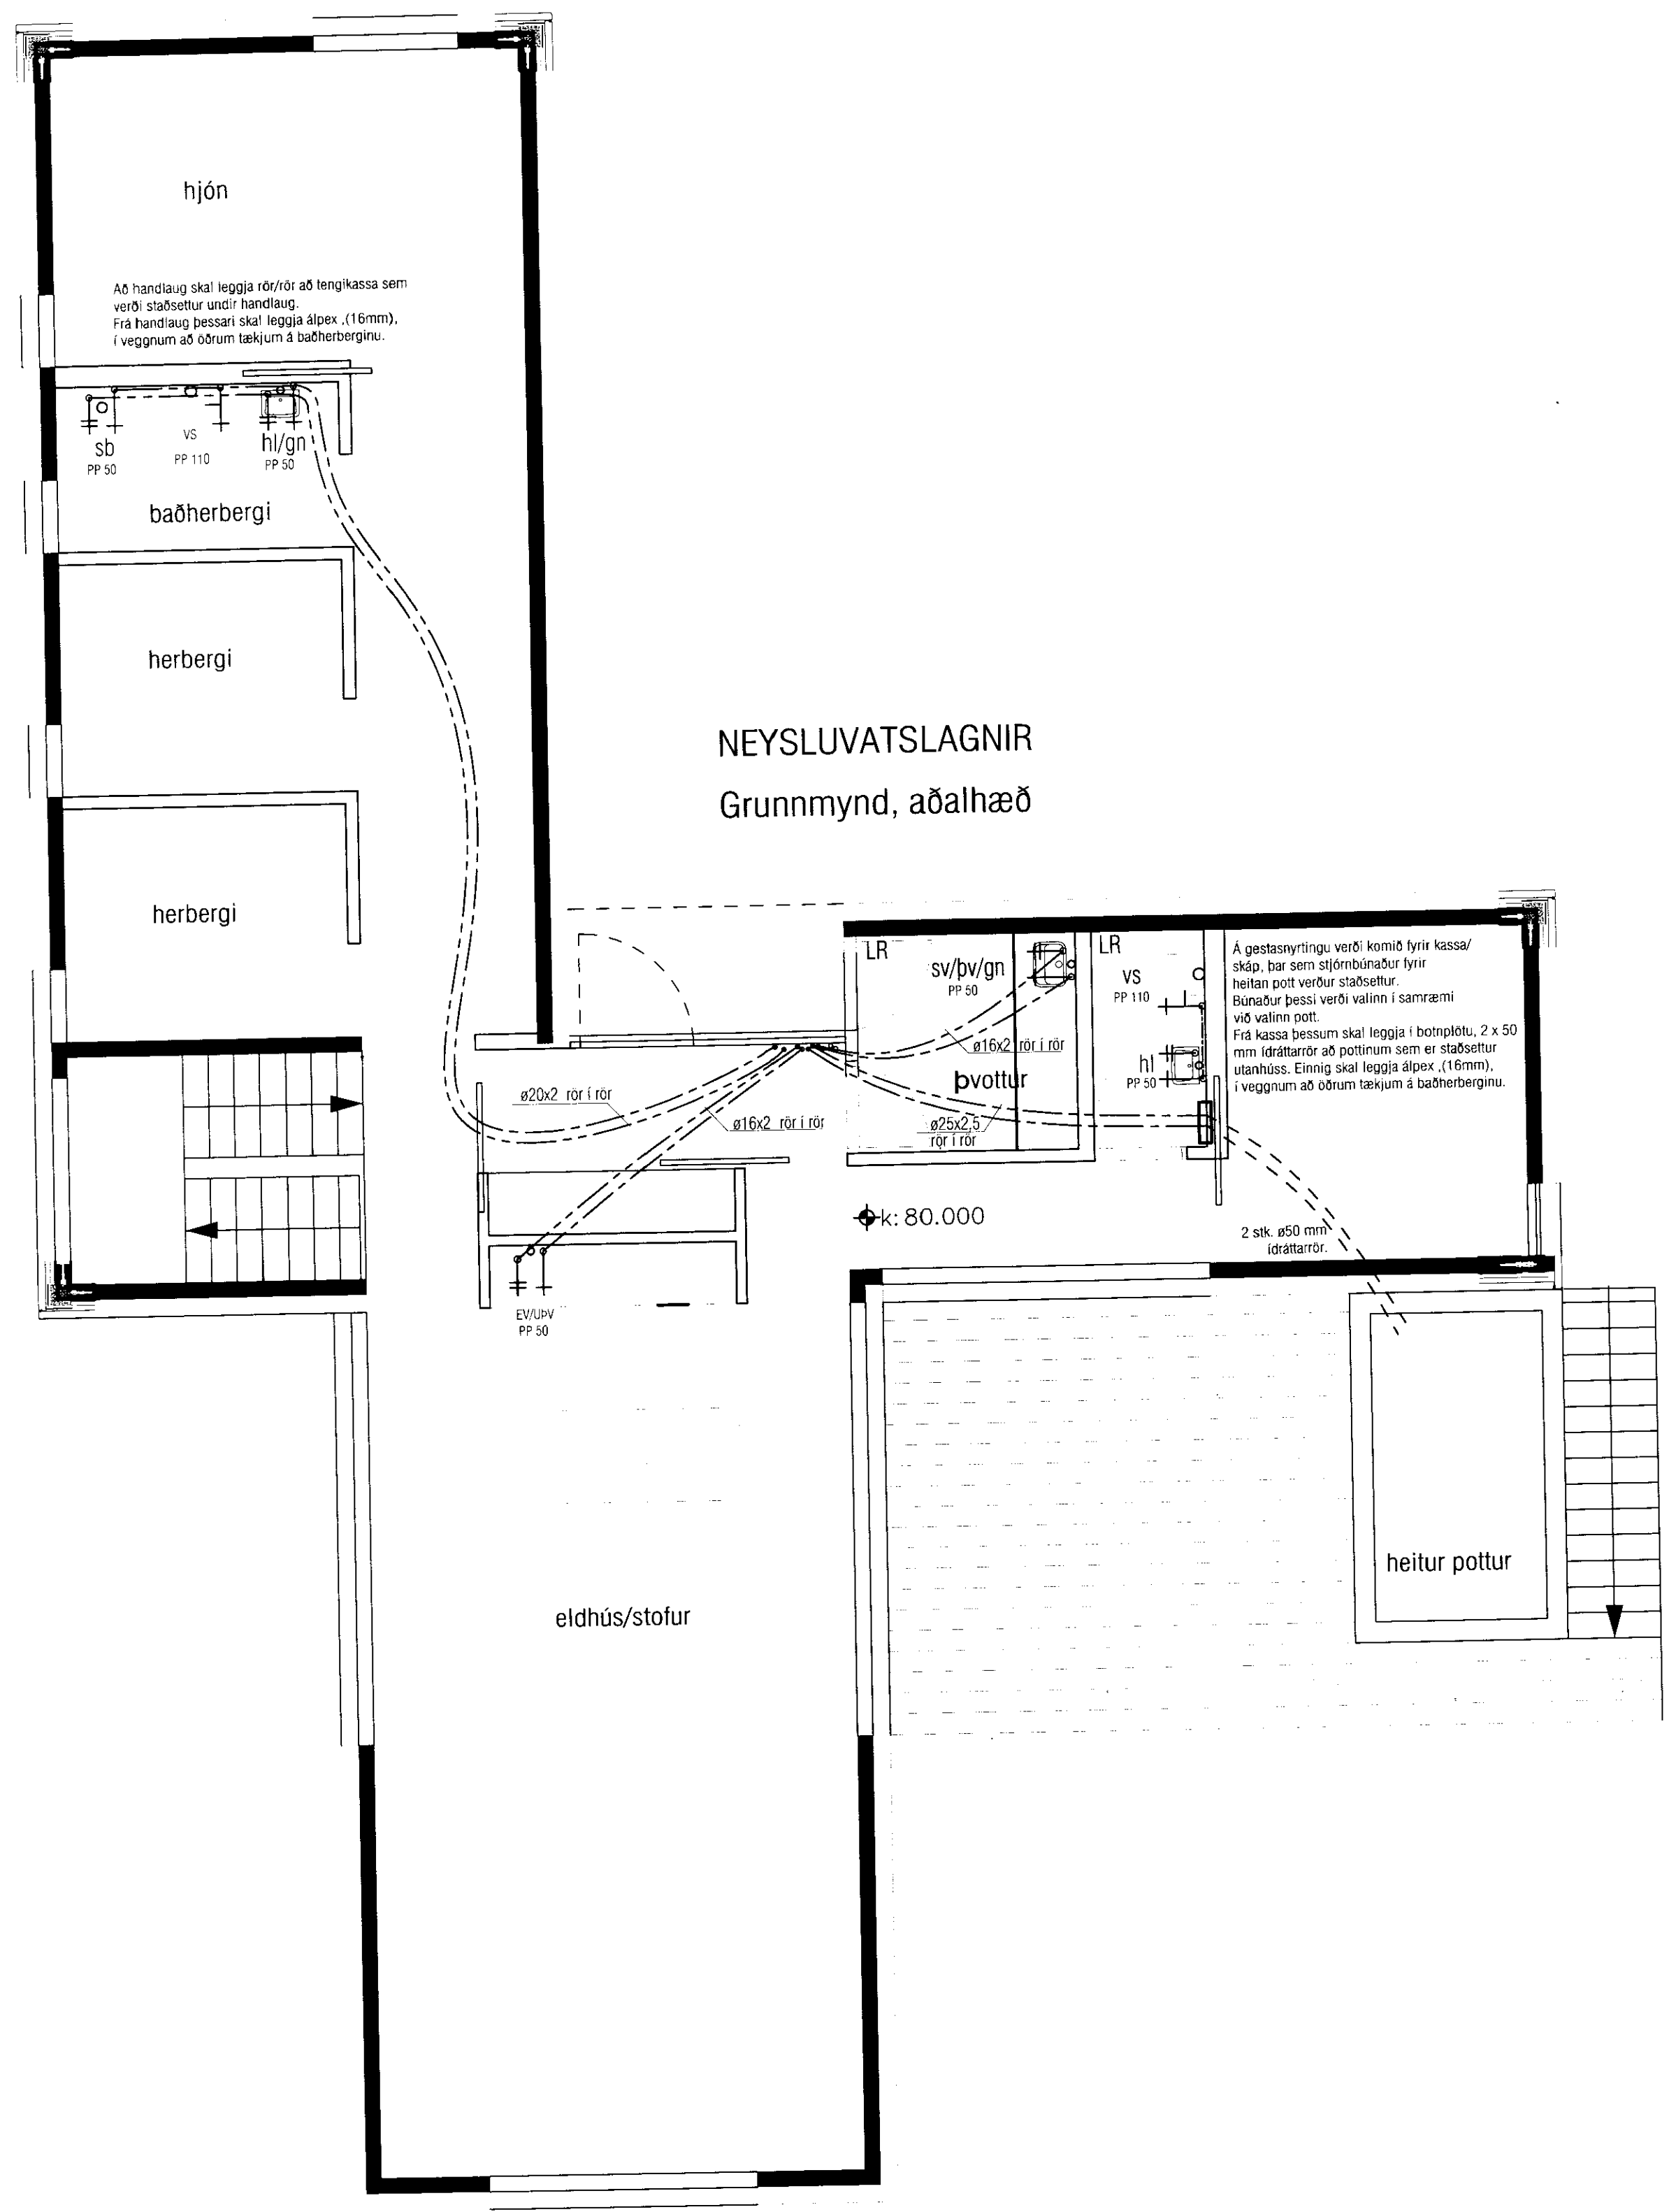 hjón
Að handlaug skal leggja rör/rör að tengikassa sem
verði staðsettur undir handlaug.
Frá handlaug þessari skal leggja álpex ,(16mm),
í veggnum að öðrum tækjum á baðherberginu.
sb
PP 50
VS
PP 110
hl/gn
PP 50
baðherbergi
herbergi
NEYSLUVATSLAGNIR
Grunnmynd, aðalhæð
herbergi
LR
sv/þv/gn
PP 50
LR
VS
PP 110
Á gestasnyrtingu verði komið fyrir kassa/
skáp, þar sem stjórnbúnaður fyrir
heitan pott verður staðsettur.
Búnaður þessi verði valinn í samræmi
við valinn pott.
Frá kassa þessum skal leggja í botnplötu, 2 x 50
mm ídráttarrör að pottinum sem er staðsettur
utanhúss. Einnig skal leggja álpex ,(16mm),
í veggnum að öðrum tækjum á baðherberginu.
ø16x2 rör í rör
hl
PP 50
þvottur
ø20x2 rör í rör
ø16x2 rör í rör
ø25x2,5
rör í rör
k: 80.000
2 stk. ø50 mm
ídráttarrör.
EV/UÞV
PP 50
heitur pottur
eldhús/stofur